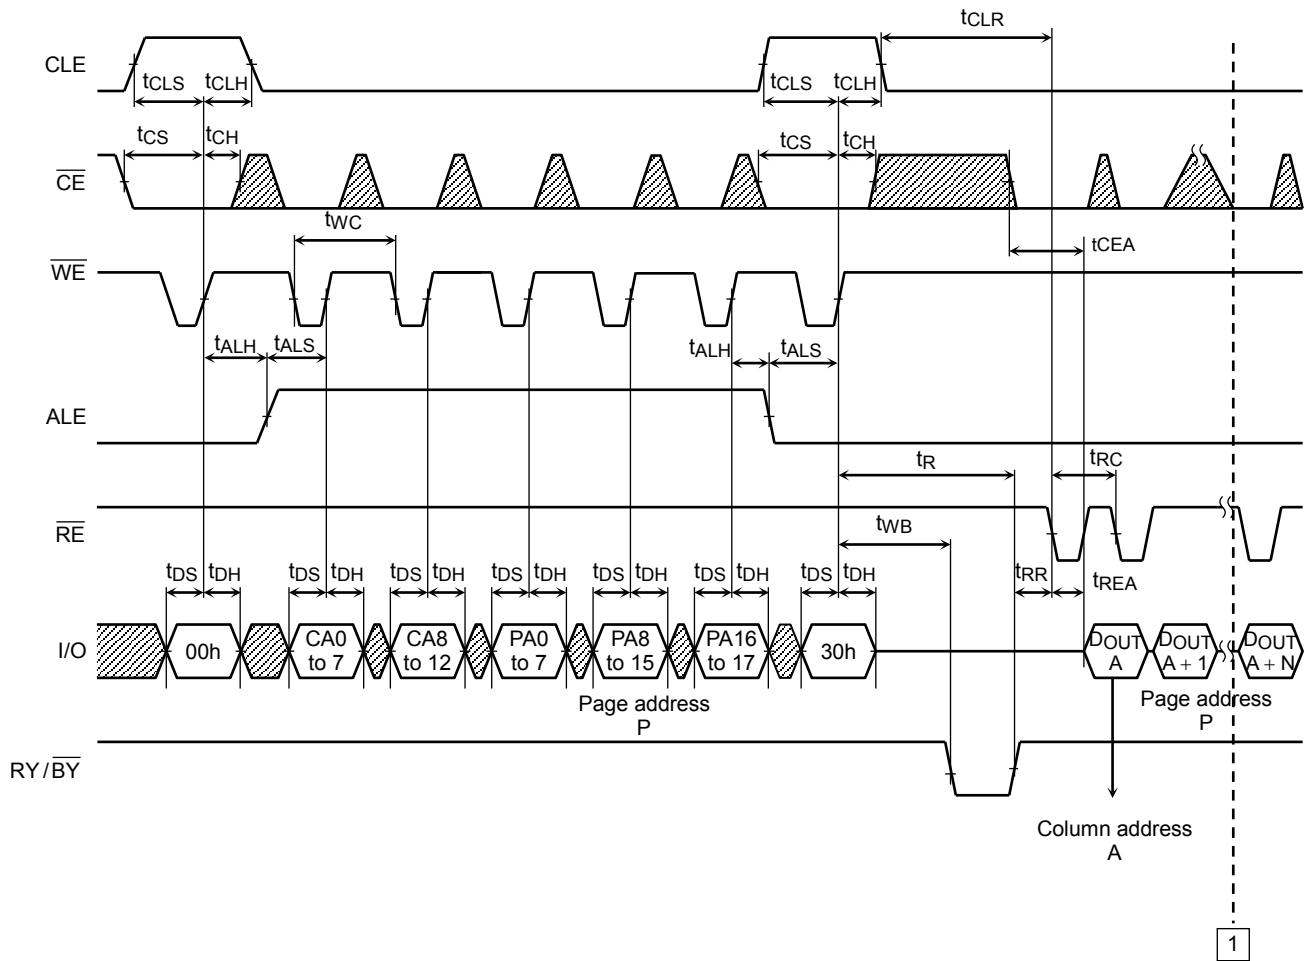 tCLR
CLE
tCLS tCLH tCLS tCLH
tCS tCH tCS tCH
CE
tWC
tCEA
WE
tALH tALS tALH tALS
ALE
tR tRC
RE
tWB
tDS tDH tDS tDH tDS tDH tDS tDH tDS tDH tDS tDH tDS tDH tRR tREA
I/O
00h
CA0 to 7
CA8 to 12
PA0 to 7
PA8 to 15
PA16 to 17
30h
DOUT A
DOUT A + 1
DOUT A + N
Page address
P
Page address
P
RY/BY
Column address
A
1